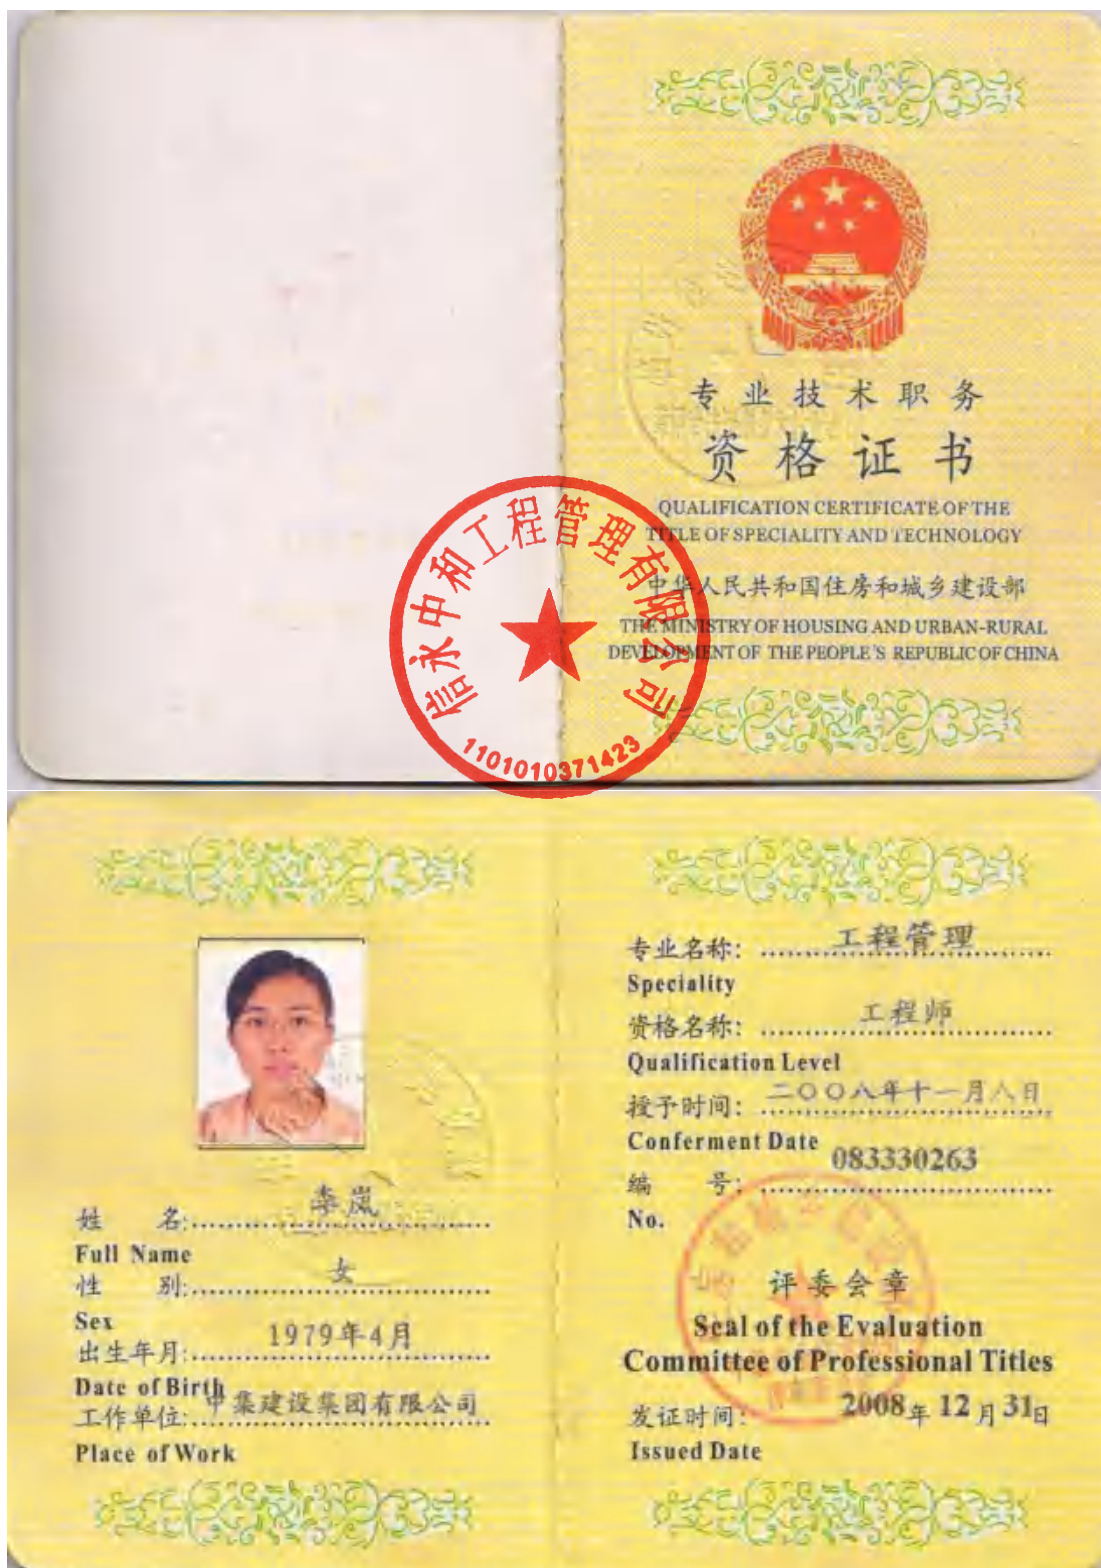 专业技术职务
资格证书
QUALIFICATION CERTIFICATE OF THE
TITLE OF SPECIALITY AND TECHNOLOGY
中华人民共和国住房和城乡建设部
THE MINISTRY OF HOUSING AND URBAN-RURAL
DEVELOPMENT OF THE PEOPLE'S REPUBLIC OF CHINA
信永中和工程管理有限公司
1101010371423
姓 名: 李岚
Full Name
性 别: 女
Sex
出生年月: 1979年4月
Date of Birth
工作单位: 中集建设集团有限公司
Place of Work
专业名称: 工程管理
Speciality
资格名称: 工程师
Qualification Level
授予时间: 二〇〇八年十一月八日
Conferment Date
编 号: 083330263
No.
评委会章
Seal of the Evaluation
Committee of Professional Titles
发证时间: 2008年12月31日
Issued Date